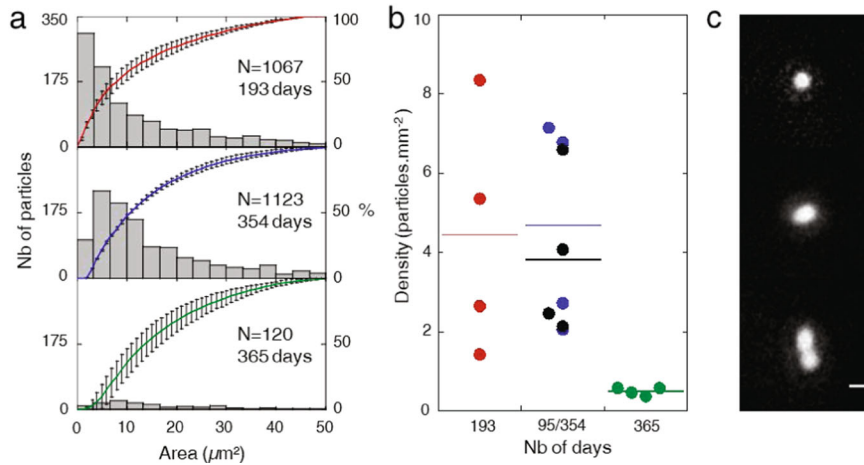 a
350
175
0
175
0
175
0
Nb of particles
100
50
0
50
0
50
0
%
N=1067
193 days
N=1123
354 days
N=120
365 days
0 10 20 30 40 50
Area (µm²)
b
10
8
6
4
2
0
Density (particles.mm⁻²)
193 95/354 365
Nb of days
c